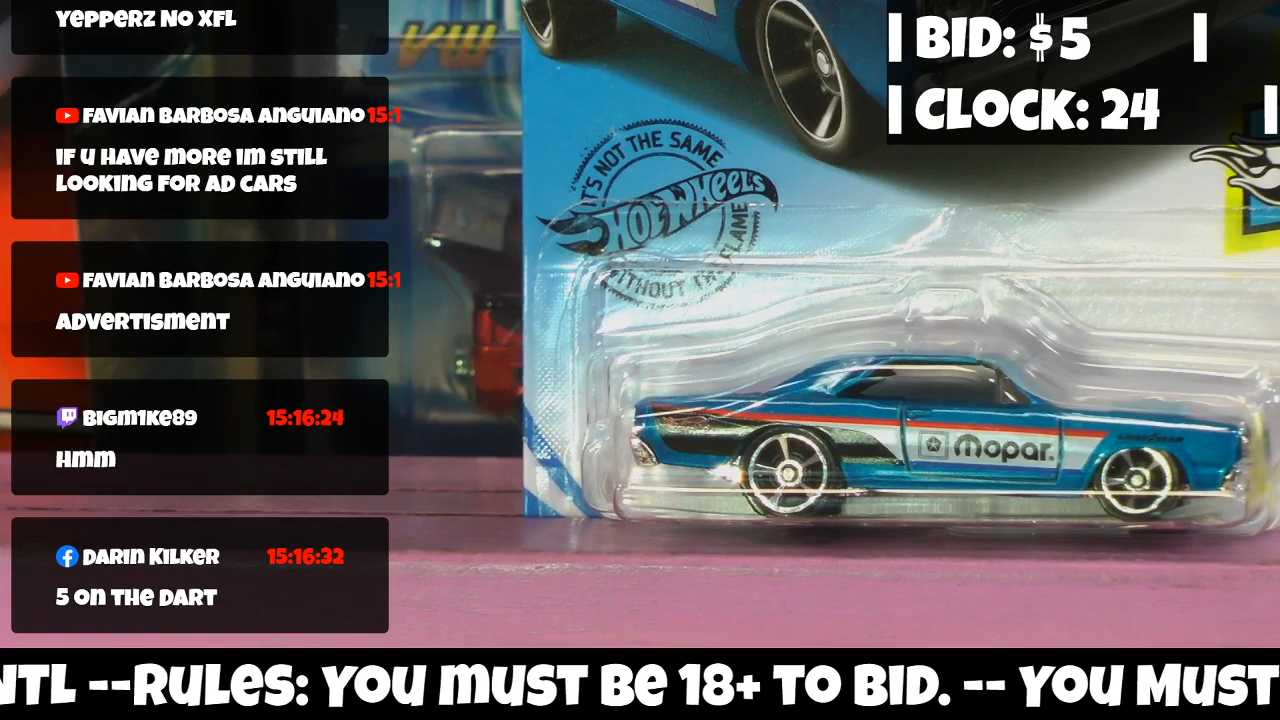 YEPPERZ NO XFL
FAVIAN BARBOSA ANGUIANO 15:1
IF U HAVE MORE IM STILL
LOOKING FOR AD CARS
FAVIAN BARBOSA ANGUIANO 15:1
ADVERTISMENT
BIGM1KE89 15:16:24
HMM
DARIN KILKER 15:16:32
5 ON THE DART
VW
| BID: $5 |
| CLOCK: 24 |
IT'S NOT THE SAME
HOT WHEELS
WITHOUT THE FLAME
Mopar.
GOODYEAR
NTL --RULES: YOU MUST BE 18+ TO BID. -- YOU MUST